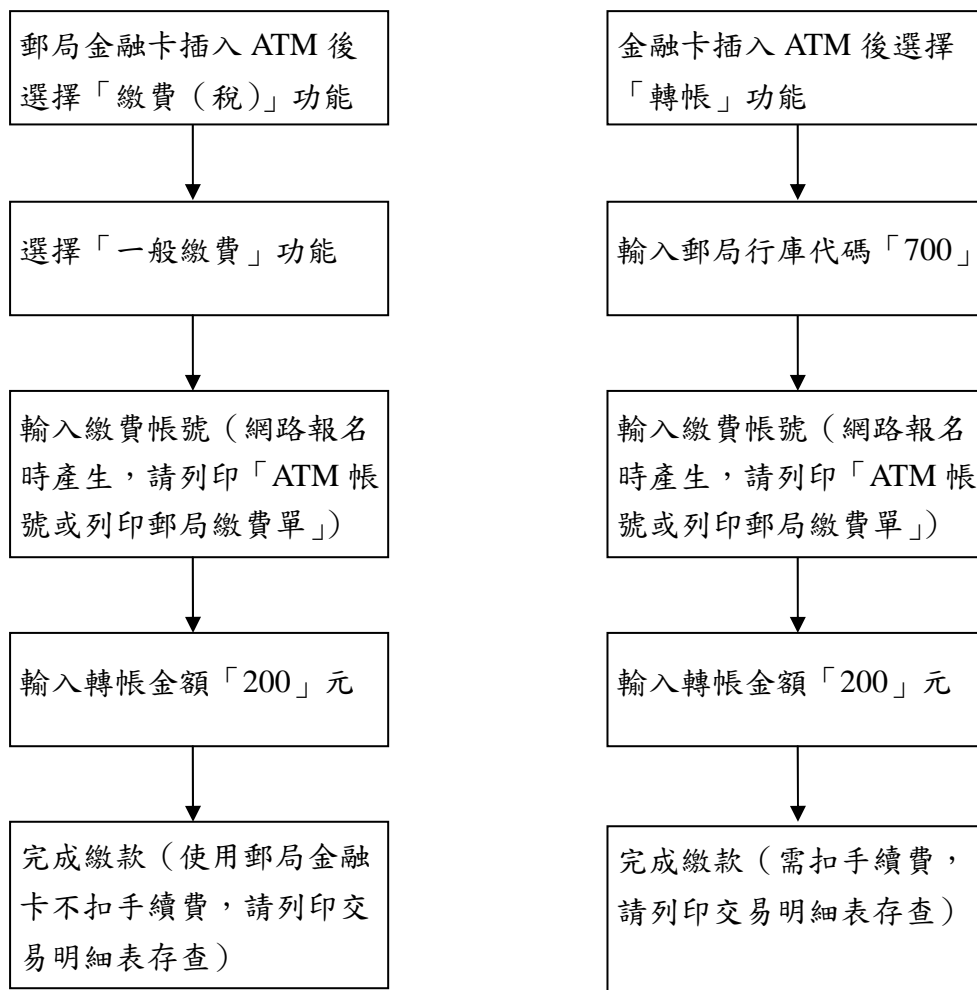 郵局金融卡插入 ATM 後
選擇「繳費（稅）」功能
選擇「一般繳費」功能
輸入繳費帳號（網路報名
時產生，請列印「ATM 帳
號或列印郵局繳費單」）
輸入轉帳金額「200」元
完成繳款（使用郵局金融
卡不扣手續費，請列印交
易明細表存查）
金融卡插入 ATM 後選擇
「轉帳」功能
輸入郵局行庫代碼「700」
輸入繳費帳號（網路報名
時產生，請列印「ATM 帳
號或列印郵局繳費單」）
輸入轉帳金額「200」元
完成繳款（需扣手續費，
請列印交易明細表存查）